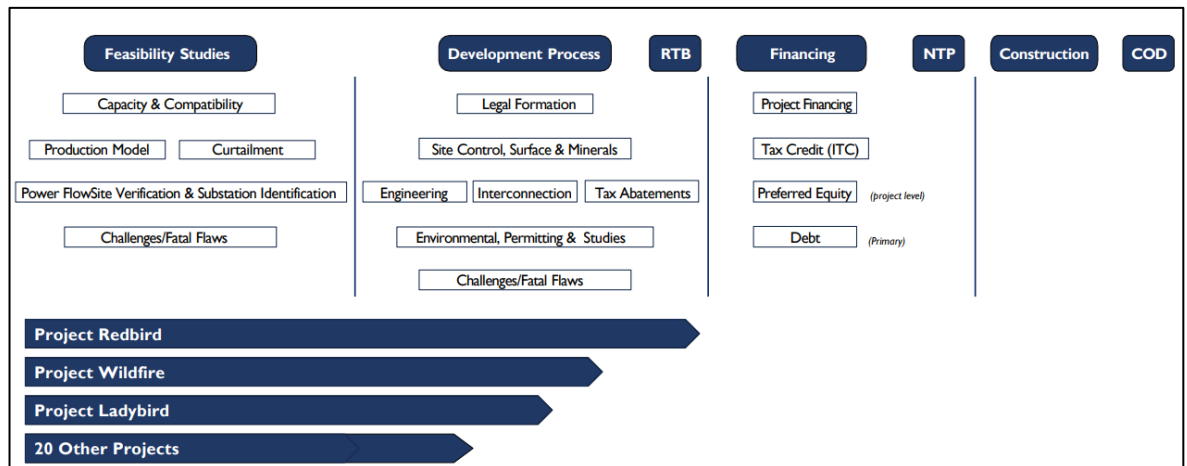 Feasibility Studies
Development Process
RTB
Financing
NTP
Construction
COD
Capacity & Compatibility
Production Model
Curtailment
Power FlowSite Verification & Substation Identification
Challenges/Fatal Flaws
Legal Formation
Site Control, Surface & Minerals
Engineering
Interconnection
Tax Abatements
Environmental, Permitting & Studies
Challenges/Fatal Flaws
Project Financing
Tax Credit (ITC)
Preferred Equity (project level)
Debt (Primary)
Project Redbird
Project Wildfire
Project Ladybird
20 Other Projects